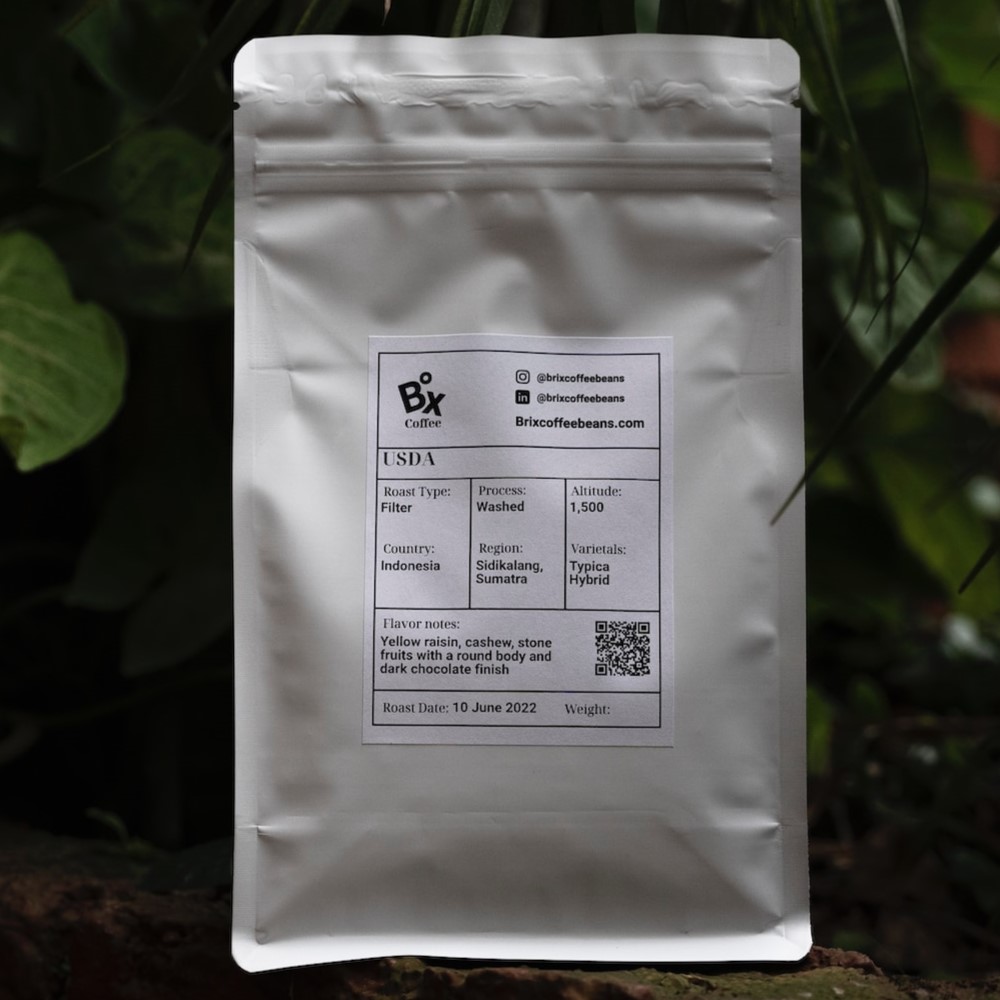 B°X
Coffee
@brixcoffeebeans
@brixcoffeebeans
Brixcoffeebeans.com
USDA
Roast Type:
Filter
Process:
Washed
Altitude:
1,500
Country:
Indonesia
Region:
Sidikalang,
Sumatra
Varietals:
Typica
Hybrid
Flavor notes:
Yellow raisin, cashew, stone
fruits with a round body and
dark chocolate finish
Roast Date: 10 June 2022
Weight: